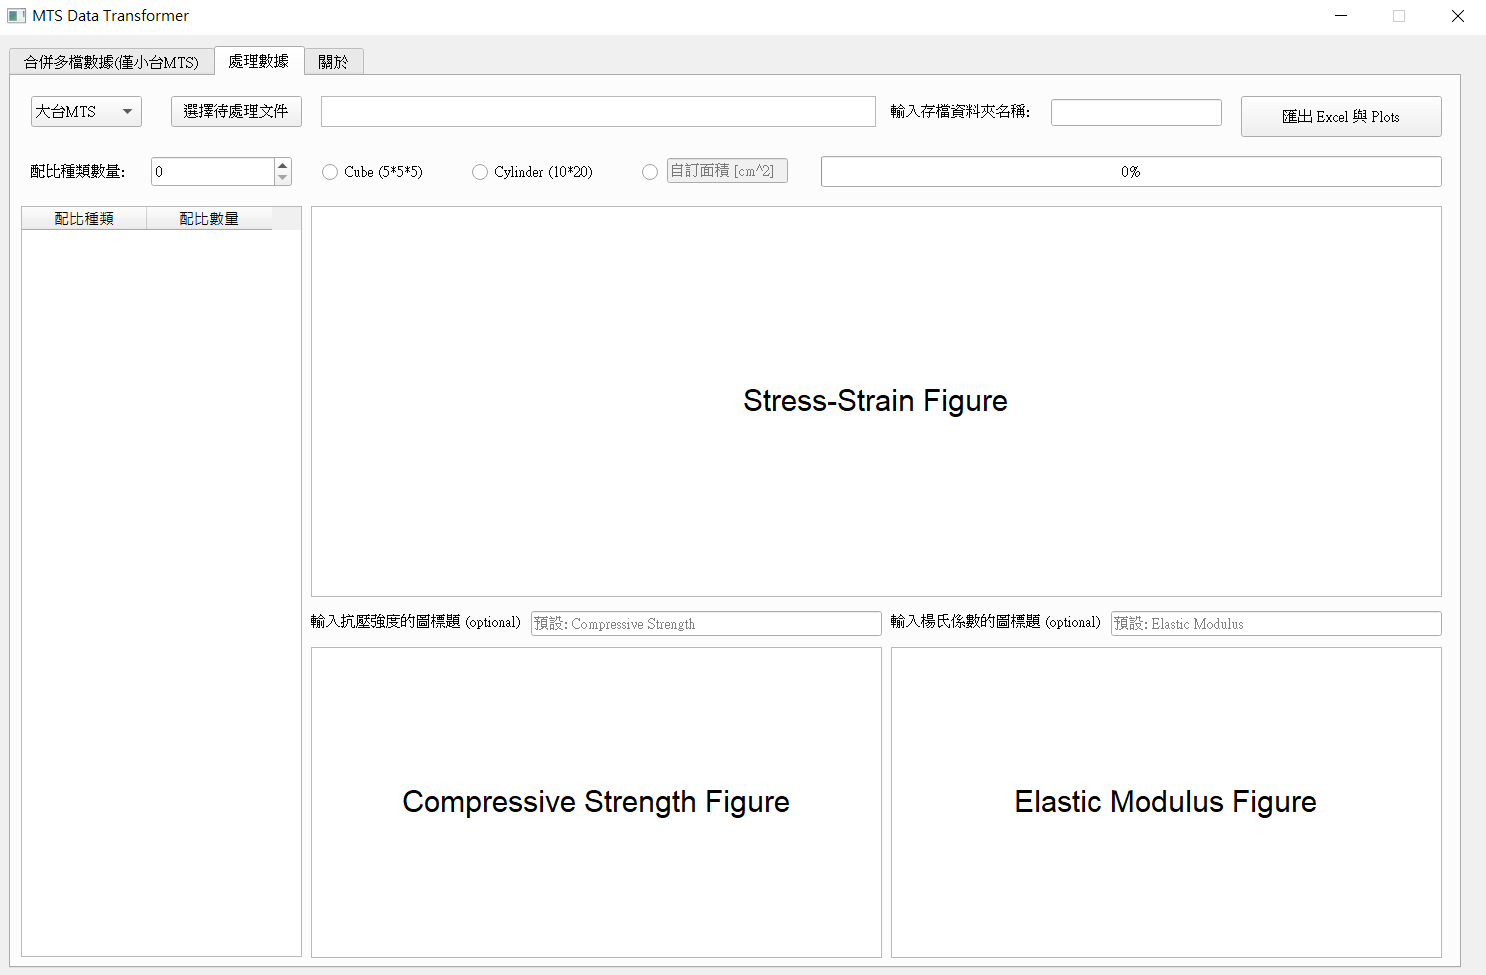 MTS Data Transformer
合併多檔數據(僅小台MTS)
處理數據
關於
大台MTS
選擇待處理文件
輸入存檔資料夾名稱:
匯出 Excel 與 Plots
配比種類數量:
0
Cube (5*5*5)
Cylinder (10*20)
自訂面積 [cm^2]
0%
配比種類
配比數量
Stress-Strain Figure
輸入抗壓強度的圖標題 (optional)
預設: Compressive Strength
輸入楊氏係數的圖標題 (optional)
預設: Elastic Modulus
Compressive Strength Figure
Elastic Modulus Figure